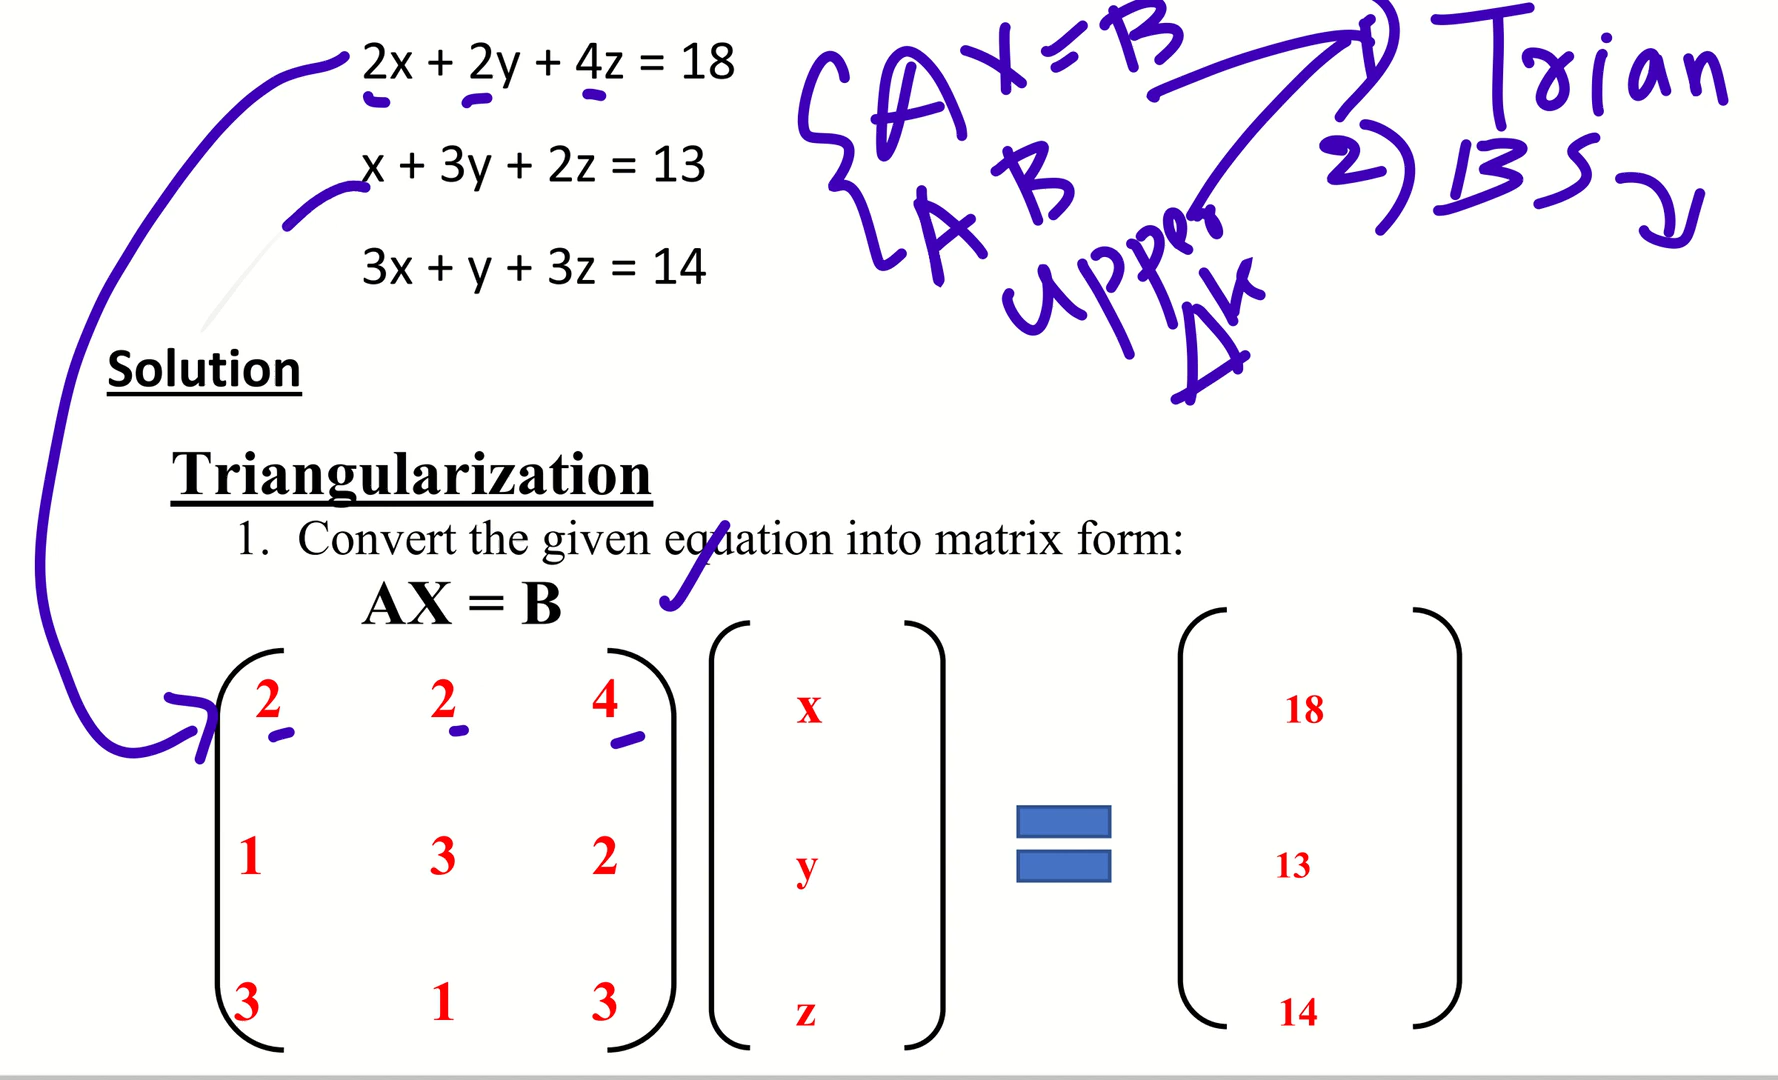 2x + 2y + 4z = 18
x + 3y + 2z = 13
3x + y + 3z = 14
AX = B
A B
Upper
1) Trian
2) BS
Solution
Triangularization
1. Convert the given equation into matrix form:
AX = B
2 2 4 x 18
1 3 2 y 13
3 1 3 z 14